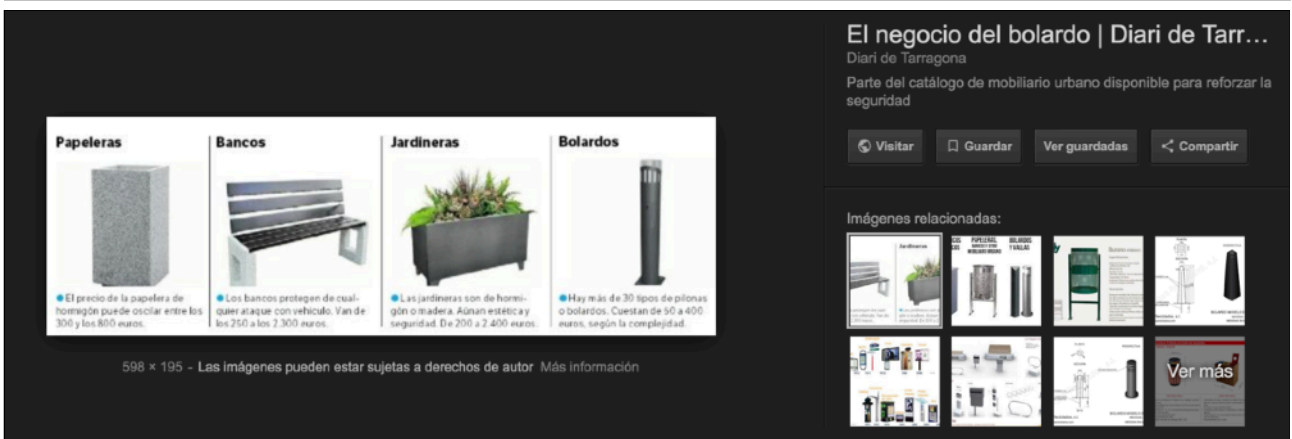 El negocio del bolardo | Diari de Tarr...
Diari de Tarragona
Parte del catálogo de mobiliario urbano disponible para reforzar la
seguridad
Visitar
Guardar
Ver guardadas
Compartir
Papeleras
El precio de la papelera de
hormigón puede oscilar entre los
300 y los 800 euros.
Bancos
Los bancos protegen de cual-
quier ataque con vehículo. Van de
los 250 a los 2.300 euros.
Jardineras
Las jardineras son de hormi-
gón o madera. Aúnan estética y
seguridad. De 200 a 2.400 euros.
Bolardos
Hay más de 30 tipos de pilonas
o bolardos. Cuestan de 50 a 400
euros, según la complejidad.
598 × 195 - Las imágenes pueden estar sujetas a derechos de autor Más información
Imágenes relacionadas:
Jardineras
PAPELERAS,
BOLARDOS
Y VALLAS
Ver más